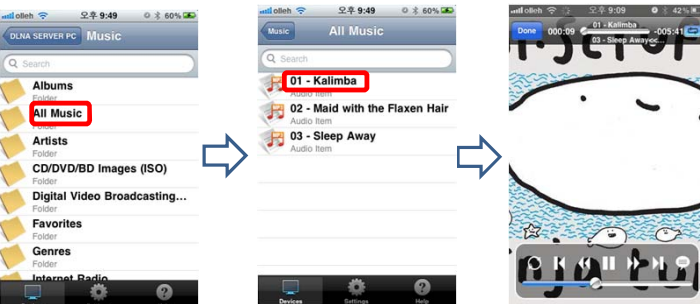 olleh 오후 9:49 60%
DLNA SERVER PC Music
Search
Albums
Folder
All Music
Folder
Artists
Folder
CD/DVD/BD Images (ISO)
Folder
Digital Video Broadcasting...
Folder
Favorites
Folder
Genres
Folder
Internet Radio
olleh 오후 9:49 60%
Music All Music
Search
01 - Kalimba
Audio Item
02 - Maid with the Flaxen Hair
Audio Item
03 - Sleep Away
Audio Item
Devices Settings Help
olleh 오후 9:09 42%
01 - Kalimba
Done 000:09 -005:41
03 - Sleep Away